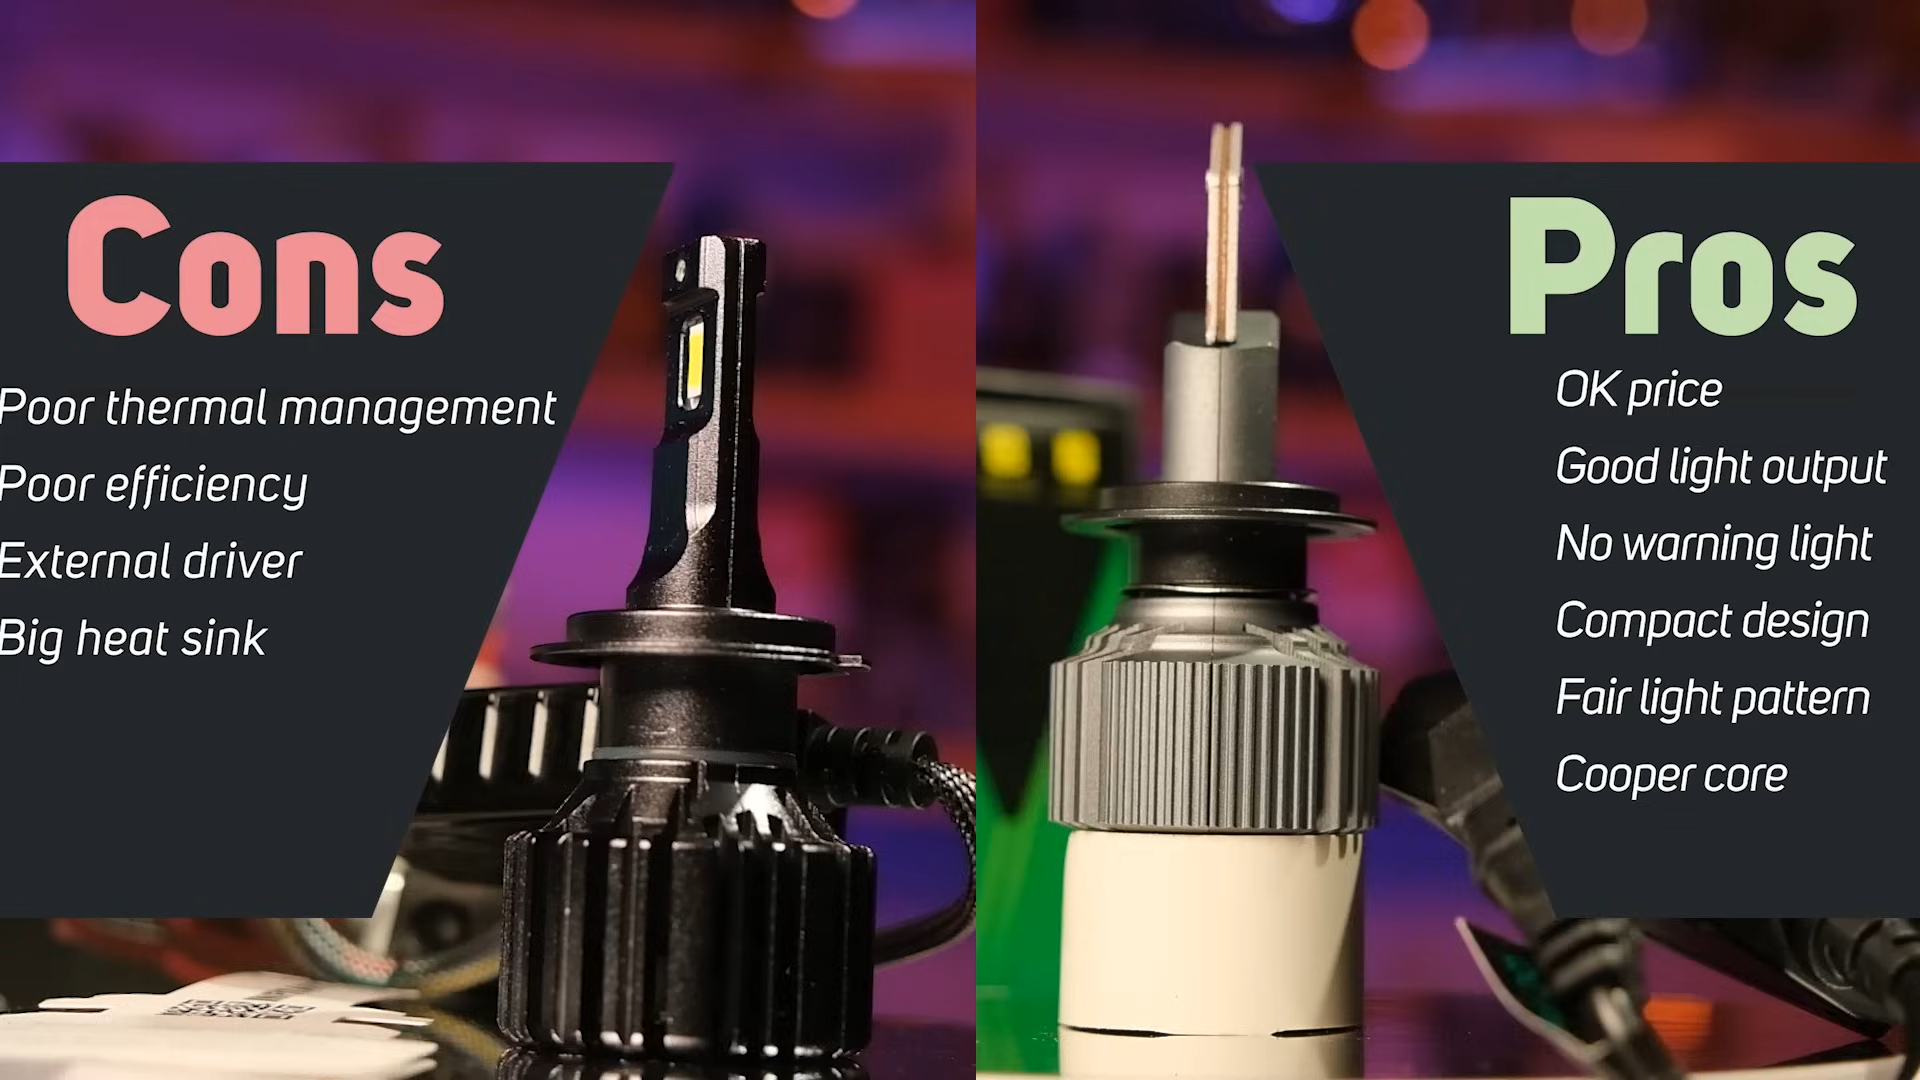 Cons
Poor thermal management
Poor efficiency
External driver
Big heat sink
Pros
OK price
Good light output
No warning light
Compact design
Fair light pattern
Cooper core